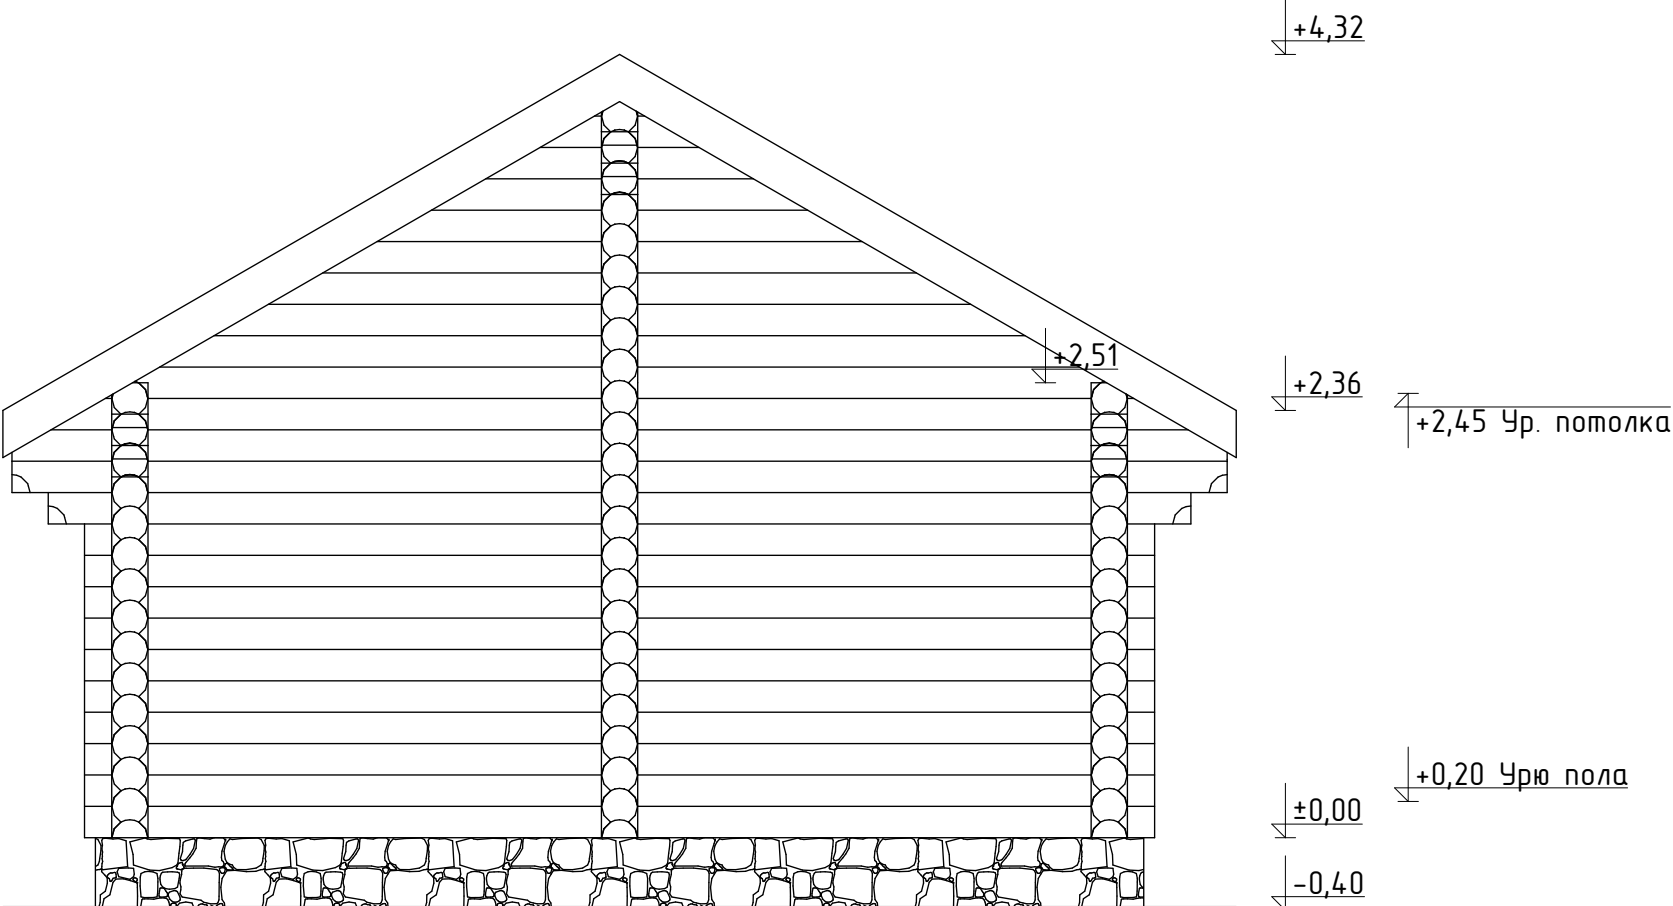 +4,32
+2,51
+2,36
+2,45 Ур. потолка
+0,20 Урю пола
±0,00
-0,40